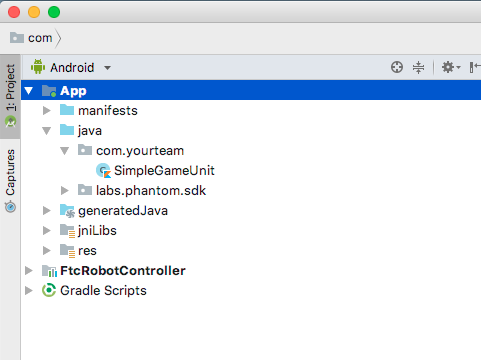 com
Android
1: Project
Captures
App
manifests
java
com.yourteam
SimpleGameUnit
labs.phantom.sdk
generatedJava
jniLibs
res
FtcRobotController
Gradle Scripts